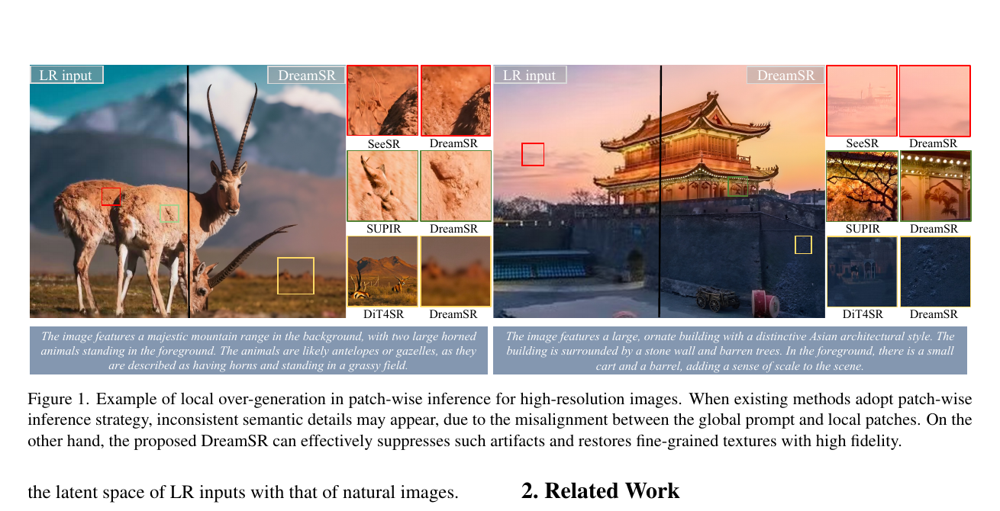 LR input
DreamSR
SeeSR
DreamSR
SUPIR
DreamSR
DiT4SR
DreamSR
The image features a majestic mountain range in the background, with two large horned
animals standing in the foreground. The animals are likely antelopes or gazelles, as they
are described as having horns and standing in a grassy field.
LR input
DreamSR
SeeSR
DreamSR
SUPIR
DreamSR
DiT4SR
DreamSR
The image features a large, ornate building with a distinctive Asian architectural style. The
building is surrounded by a stone wall and barren trees. In the foreground, there is a small
cart and a barrel, adding a sense of scale to the scene.
Figure 1. Example of local over-generation in patch-wise inference for high-resolution images. When existing methods adopt patch-wise
inference strategy, inconsistent semantic details may appear, due to the misalignment between the global prompt and local patches. On the
other hand, the proposed DreamSR can effectively suppresses such artifacts and restores fine-grained textures with high fidelity.
the latent space of LR inputs with that of natural images.
2. Related Work